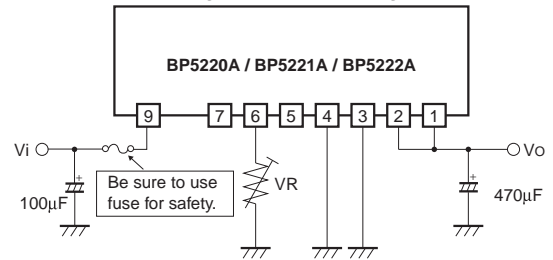 BP5220A / BP5221A / BP5222A
9 7 6 5 4 3 2 1
Vi Vo
+ +
Be sure to use
fuse for safety.
VR
100μF 470μF